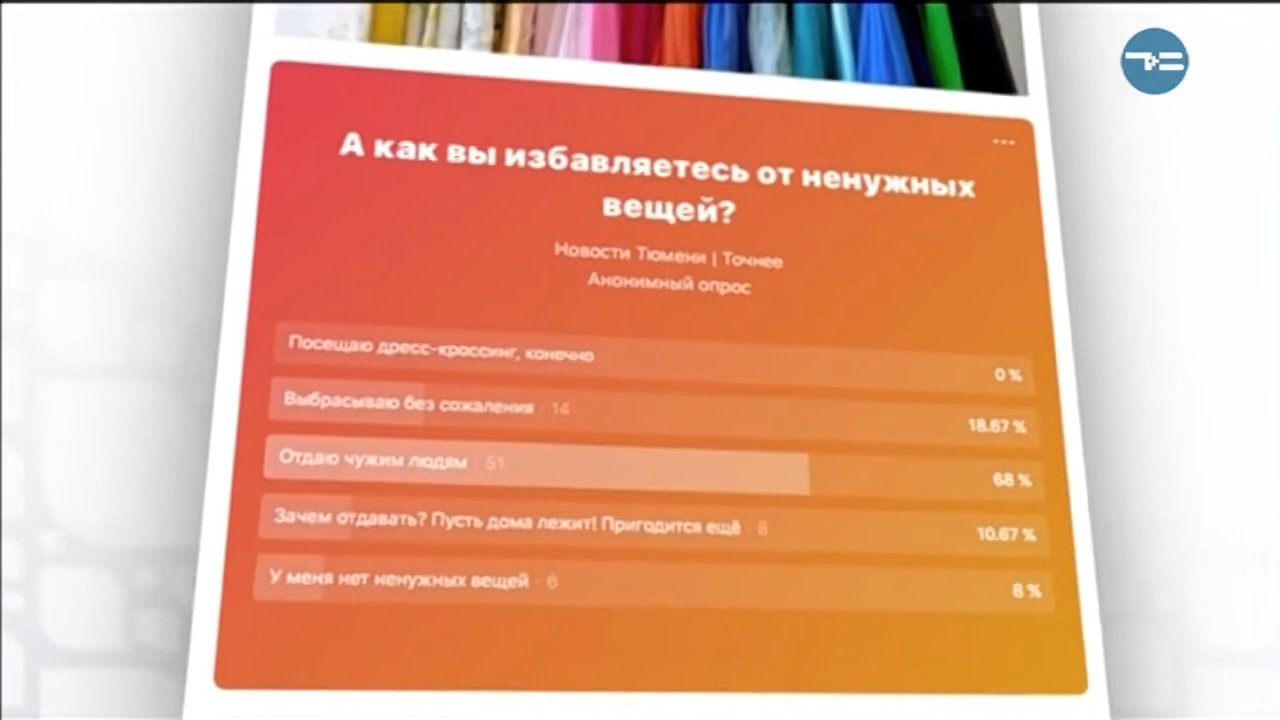 А как вы избавляетесь от ненужных
вещей?
Новости Тюмени | Точнее
Анонимный опрос
Посещаю дресс-кроссинг, конечно 0 %
Выбрасываю без сожаления · 14 18.67 %
Отдаю чужим людям · 51 68 %
Зачем отдавать? Пусть дома лежит! Пригодится ещё · 8 10.67 %
У меня нет ненужных вещей · 6 8 %